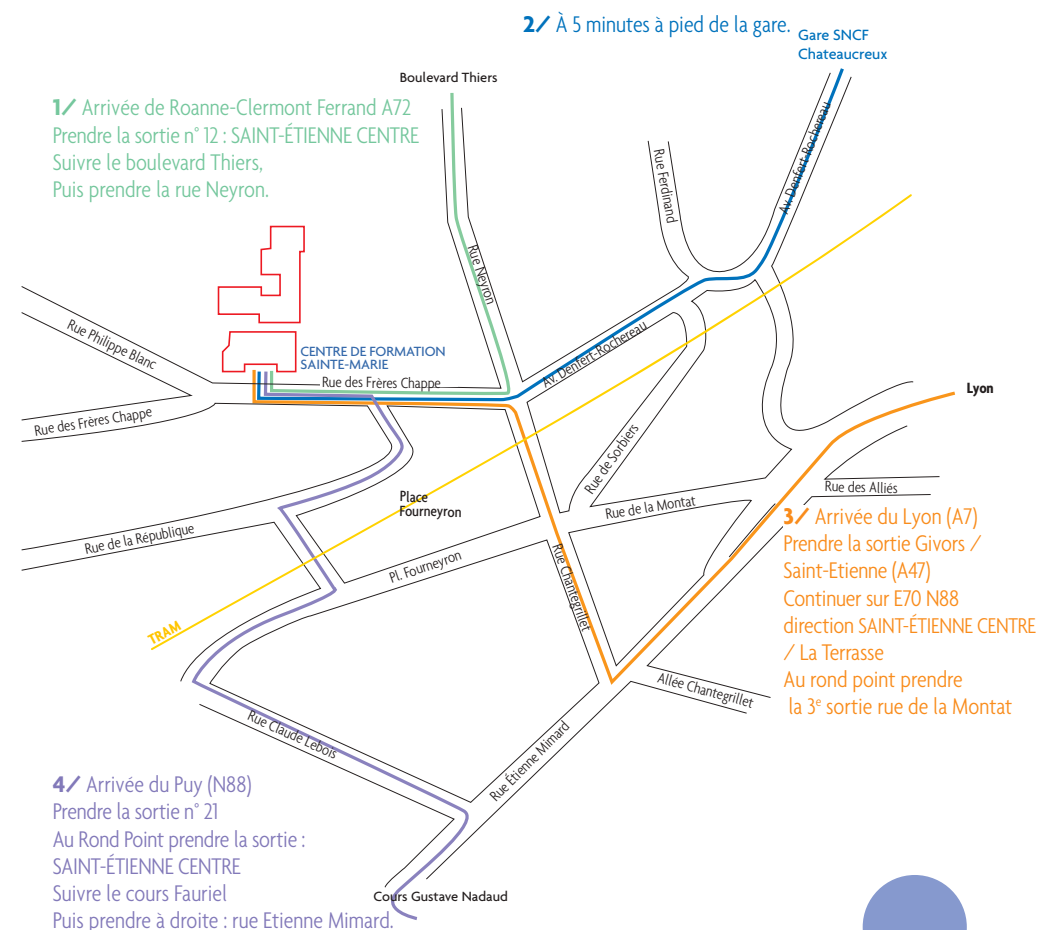 2/ À 5 minutes à pied de la gare.
Gare SNCF
Chateaucreux
Boulevard Thiers
1/ Arrivée de Roanne-Clermont Ferrand A72
Prendre la sortie n° 12 : SAINT-ÉTIENNE CENTRE
Suivre le boulevard Thiers,
Puis prendre la rue Neyron.
Av. Denfert-Rochereau
Rue Ferdinand
Rue Neyron
Rue Philippe Blanc
CENTRE DE FORMATION
SAINTE-MARIE
Rue des Frères Chappe
Av. Denfert-Rochereau
Lyon
Rue des Frères Chappe
Rue de Sorbiers
Place
Fourneyron
Rue de la Montat
Rue des Alliés
Rue de la République
Pl. Fourneyron
Rue Chantegrillet
3/ Arrivée du Lyon (A7)
Prendre la sortie Givors /
Saint-Etienne (A47)
Continuer sur E70 N88
direction SAINT-ÉTIENNE CENTRE
/ La Terrasse
Au rond point prendre
la 3e sortie rue de la Montat
TRAM
Allée Chantegrillet
Rue Claude Lebois
Rue Étienne Mimard
4/ Arrivée du Puy (N88)
Prendre la sortie n° 21
Au Rond Point prendre la sortie :
SAINT-ÉTIENNE CENTRE
Suivre le cours Fauriel
Puis prendre à droite : rue Etienne Mimard.
Cours Gustave Nadaud